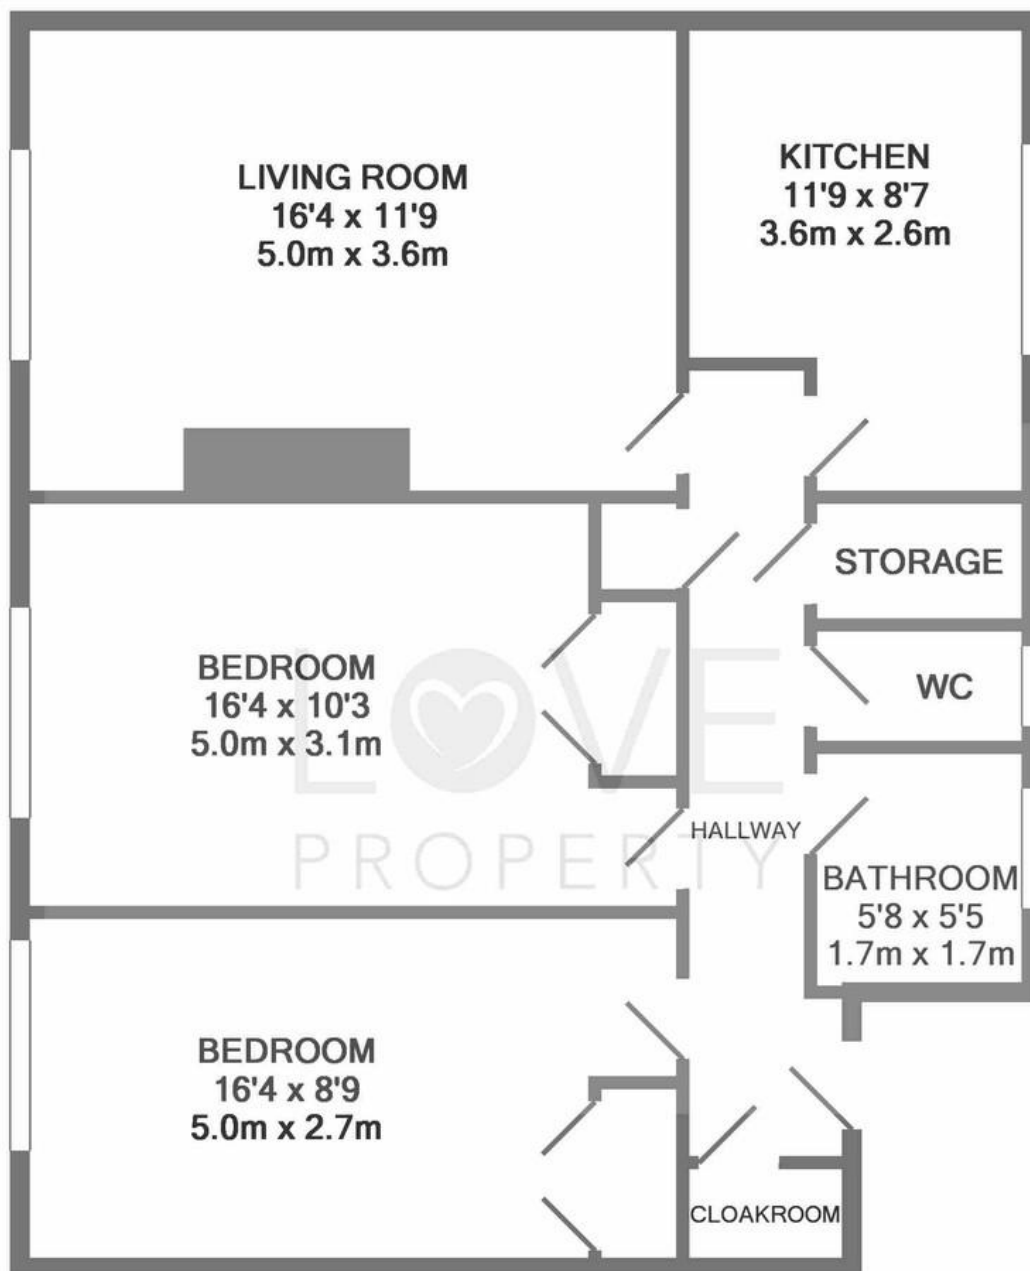 LIVING ROOM
16'4 x 11'9
5.0m x 3.6m
KITCHEN
11'9 x 8'7
3.6m x 2.6m
STORAGE
WC
BEDROOM
16'4 x 10'3
5.0m x 3.1m
LOVE
PROPERTY
HALLWAY
BATHROOM
5'8 x 5'5
1.7m x 1.7m
BEDROOM
16'4 x 8'9
5.0m x 2.7m
CLOAKROOM